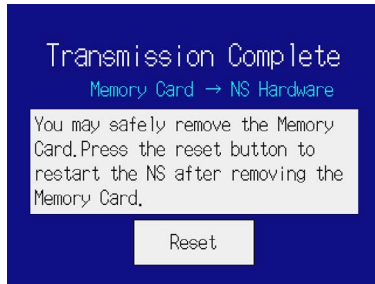 Transmission Complete
Memory Card → NS Hardware
You may safely remove the Memory
Card.Press the reset button to
restart the NS after removing the
Memory Card.
Reset